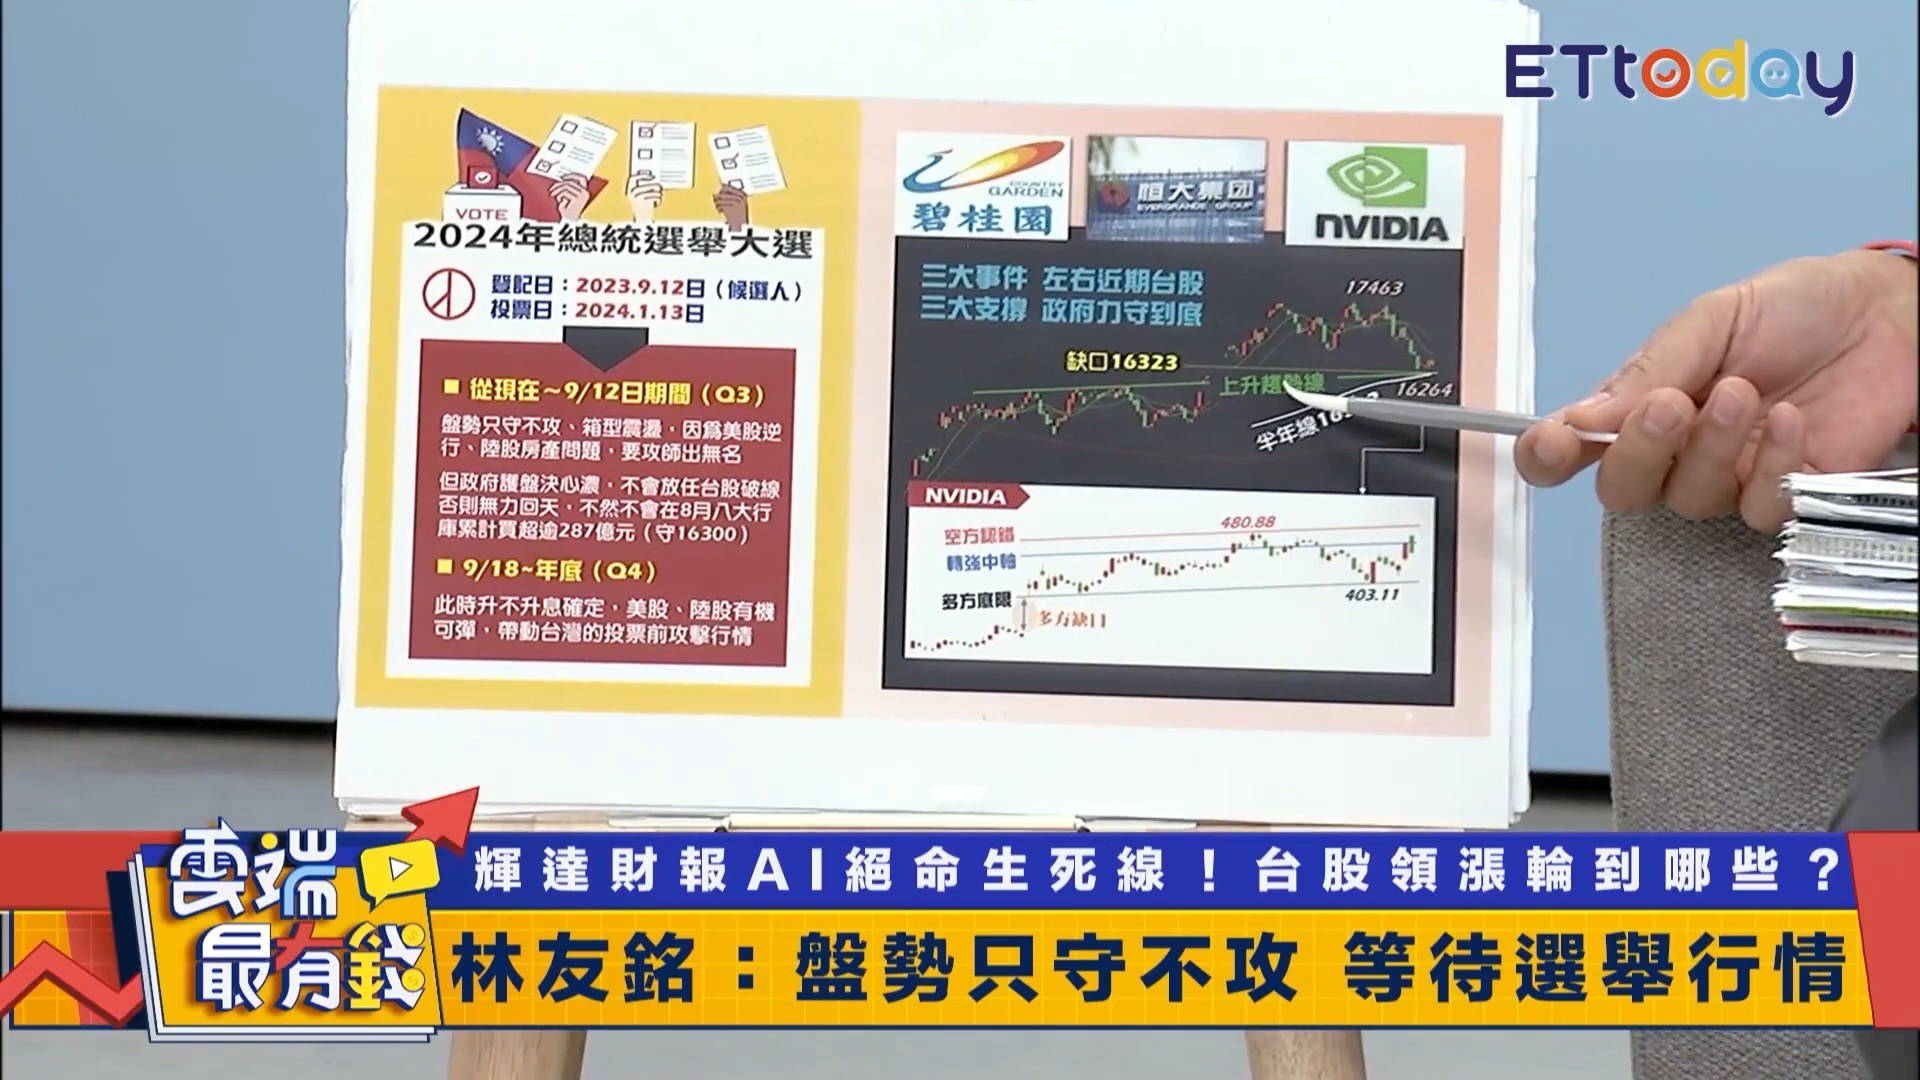 ETtoday
VOTE
2024年總統選舉大選
登記日：2023.9.12日（候選人）
投票日：2024.1.13日
■ 從現在～9/12日期間（Q3）
盤勢只守不攻、箱型震盪，因為美股逆
行、陸股房產問題，要攻師出無名
但政府護盤決心濃，不會放任台股破線
否則無力回天，不然不會在8月八大行
庫累計買超逾287億元（守16300）
■ 9/18~年底（Q4）
此時升不升息確定，美股、陸股有機
可彈，帶動台灣的投票前攻擊行情
COUNTRY
GARDEN
碧桂園
恒大集团
EVERGRANDE GROUP
NVIDIA
三大事件 左右近期台股
三大支撐 政府力守到底
17463
缺口16323
上升趨勢線
16264
半年線
NVIDIA
空方認錯
480.88
轉強中軸
多方底限
403.11
多方缺口
雲端
最有錢
輝達財報AI絕命生死線！台股領漲輪到哪些？
林友銘：盤勢只守不攻 等待選舉行情